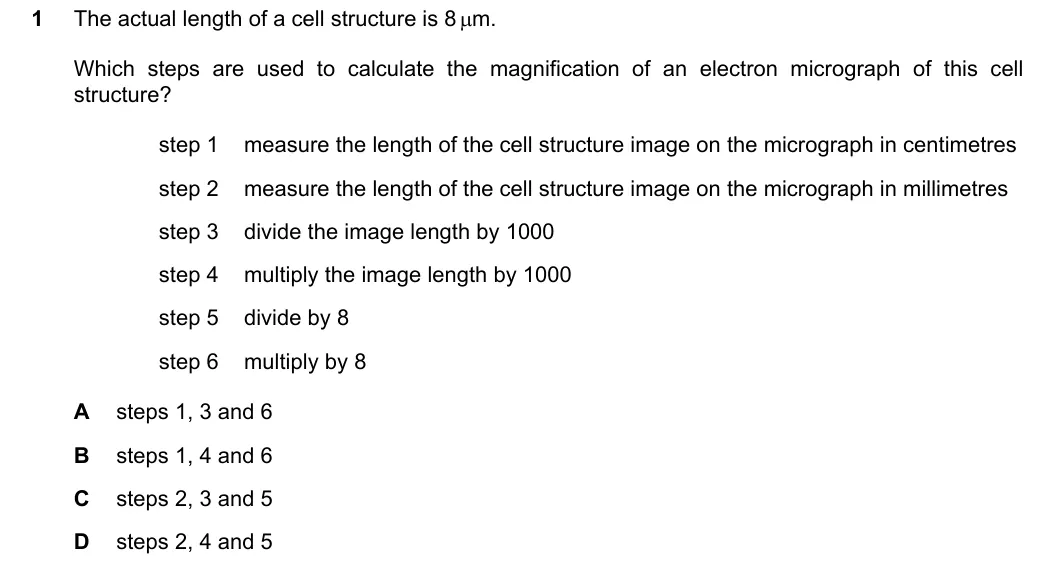 1 The actual length of a cell structure is 8 μm.
Which steps are used to calculate the magnification of an electron micrograph of this cell
structure?
step 1 measure the length of the cell structure image on the micrograph in centimetres
step 2 measure the length of the cell structure image on the micrograph in millimetres
step 3 divide the image length by 1000
step 4 multiply the image length by 1000
step 5 divide by 8
step 6 multiply by 8
A steps 1, 3 and 6
B steps 1, 4 and 6
C steps 2, 3 and 5
D steps 2, 4 and 5